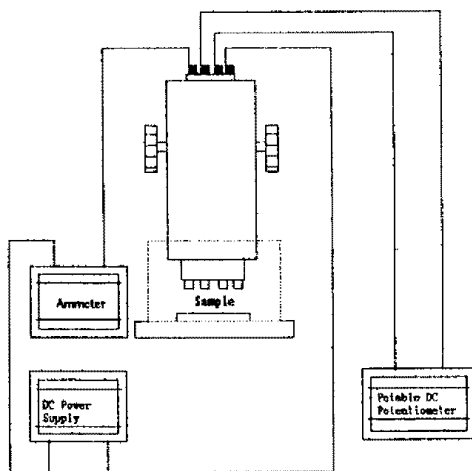 Sample
Ammeter
DC Power
Supply
Potable DC
Potentiometer